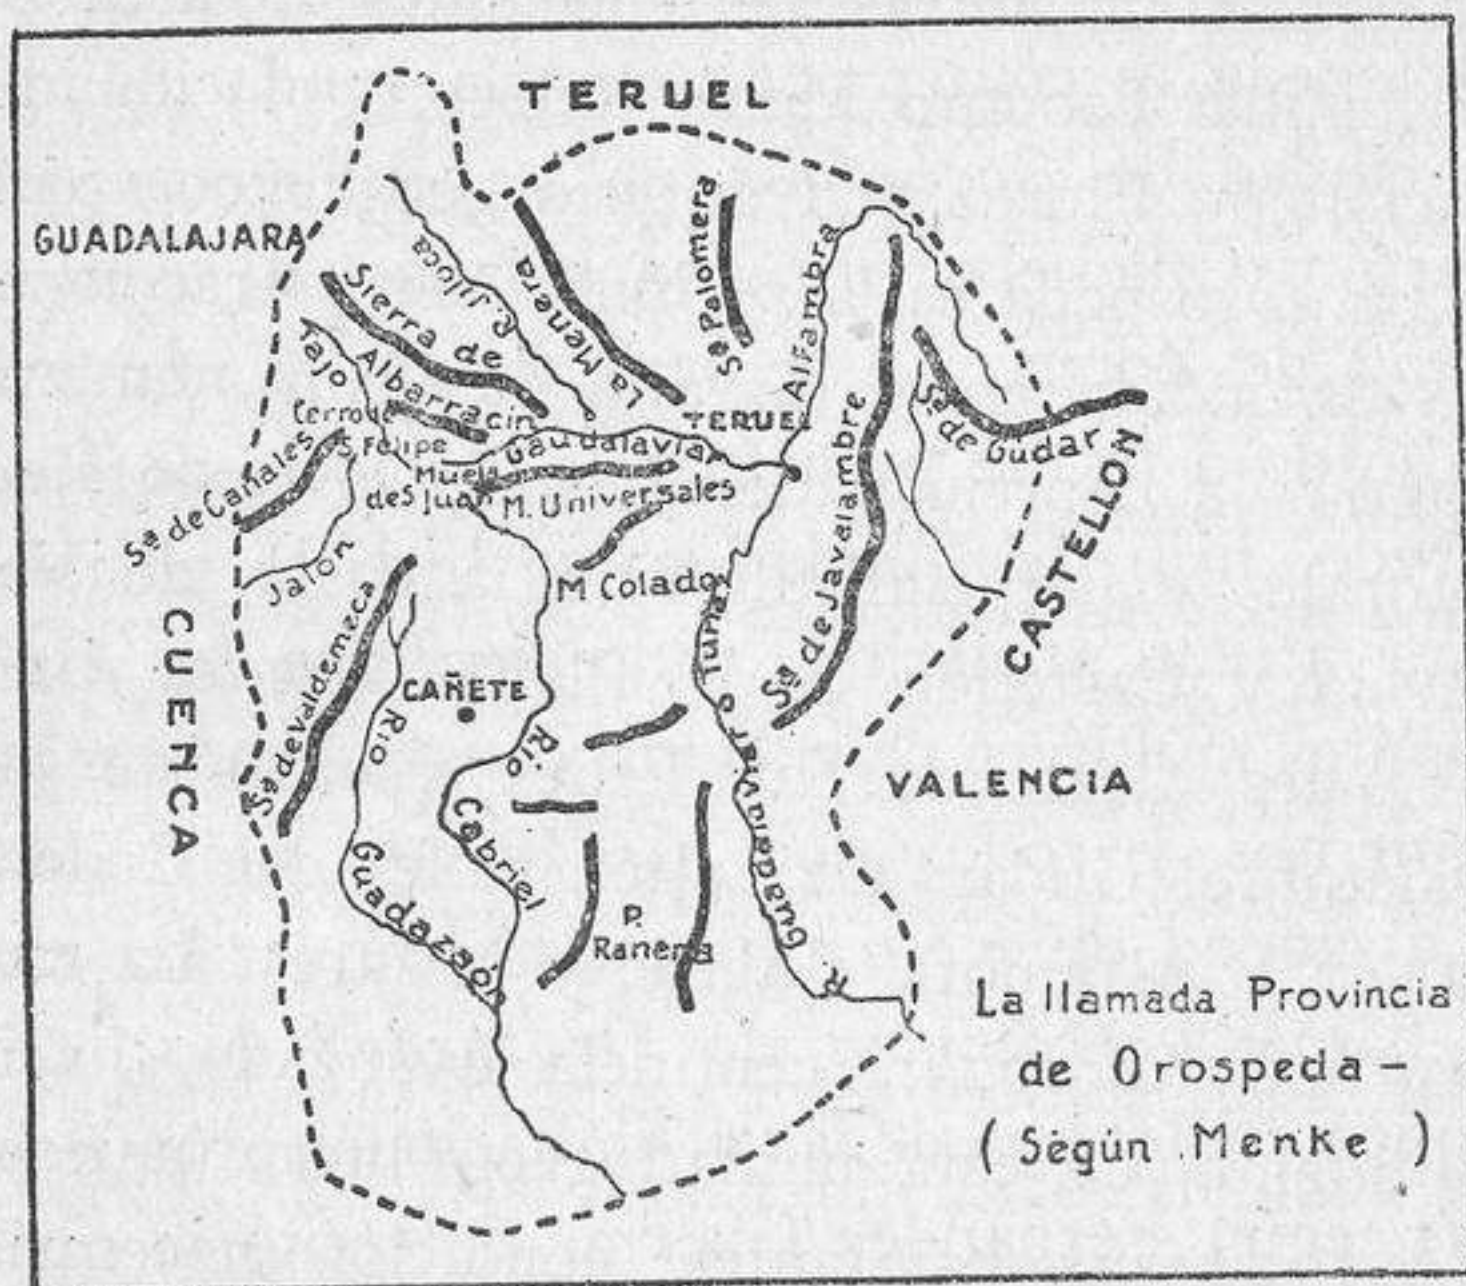 TERUEL
GUADALAJARA
R. Jiloca
La Menera
Sª Palomera
Alfambra
Sierra de
Albarracin
Tajo
Cerro de
S. Felipe
TERUEL
Gaudalaviar
Muela
de S Juan
M. Universales
Sª de Cañales
Jalón
M Colado
Sª de Javalambre
Sª de Gudar
CASTELLON
CUENCA
Sª de Valdemeca
CAÑETE
Rio
Guadazaón
Rio
Cabriel
R. Guadalaviar o Turia
VALENCIA
P.
Ranera
La llamada Provincia
de Orospeda -
( Según Menke )